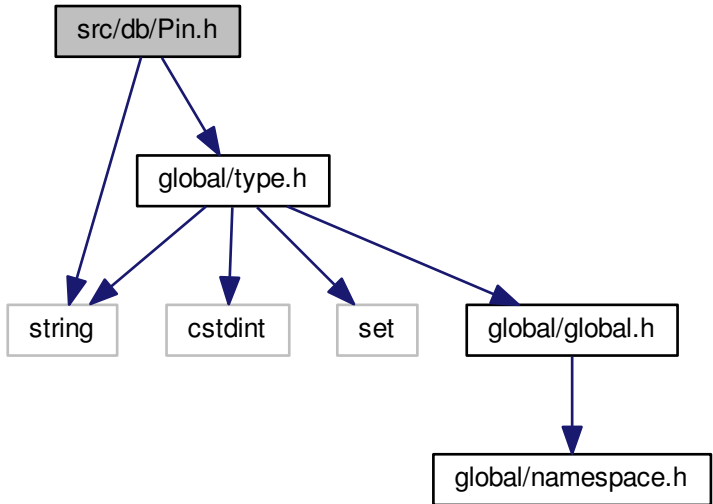 src/db/Pin.h
global/type.h
string
cstdint
set
global/global.h
global/namespace.h